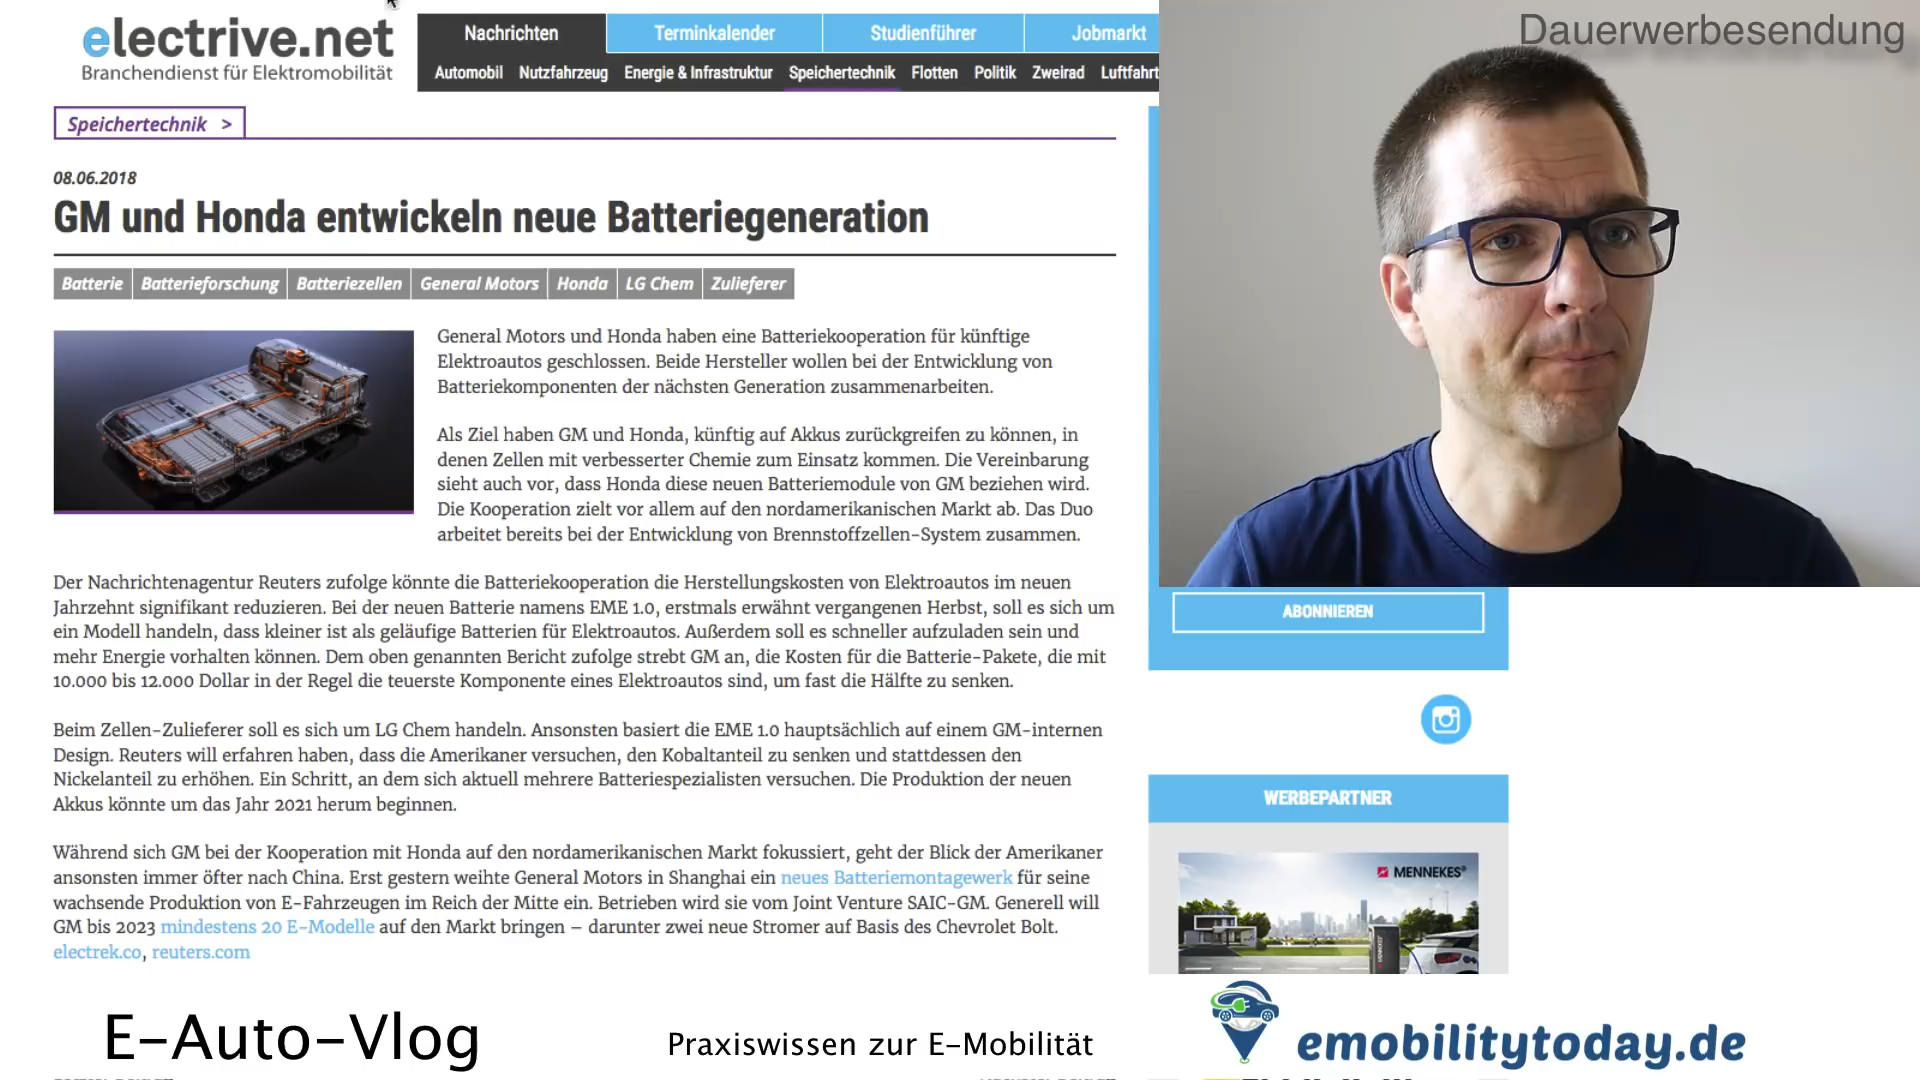 electrive.net
Branchendienst für Elektromobilität
Nachrichten
Terminkalender
Studienführer
Jobmarkt
Automobil
Nutzfahrzeug
Energie & Infrastruktur
Speichertechnik
Flotten
Politik
Zweirad
Luftfahrt
Dauerwerbesendung
Speichertechnik >
08.06.2018
GM und Honda entwickeln neue Batteriegeneration
Batterie
Batterieforschung
Batteriezellen
General Motors
Honda
LG Chem
Zulieferer
General Motors und Honda haben eine Batteriekooperation für künftige
Elektroautos geschlossen. Beide Hersteller wollen bei der Entwicklung von
Batteriekomponenten der nächsten Generation zusammenarbeiten.
Als Ziel haben GM und Honda, künftig auf Akkus zurückgreifen zu können, in
denen Zellen mit verbesserter Chemie zum Einsatz kommen. Die Vereinbarung
sieht auch vor, dass Honda diese neuen Batteriemodule von GM beziehen wird.
Die Kooperation zielt vor allem auf den nordamerikanischen Markt ab. Das Duo
arbeitet bereits bei der Entwicklung von Brennstoffzellen-System zusammen.
Der Nachrichtenagentur Reuters zufolge könnte die Batteriekooperation die Herstellungskosten von Elektroautos im neuen
Jahrzehnt signifikant reduzieren. Bei der neuen Batterie namens EME 1.0, erstmals erwähnt vergangenen Herbst, soll es sich um
ein Modell handeln, dass kleiner ist als geläufige Batterien für Elektroautos. Außerdem soll es schneller aufzuladen sein und
mehr Energie vorhalten können. Dem oben genannten Bericht zufolge strebt GM an, die Kosten für die Batterie-Pakete, die mit
10.000 bis 12.000 Dollar in der Regel die teuerste Komponente eines Elektroautos sind, um fast die Hälfte zu senken.
Beim Zellen-Zulieferer soll es sich um LG Chem handeln. Ansonsten basiert die EME 1.0 hauptsächlich auf einem GM-internen
Design. Reuters will erfahren haben, dass die Amerikaner versuchen, den Kobaltanteil zu senken und stattdessen den
Nickelanteil zu erhöhen. Ein Schritt, an dem sich aktuell mehrere Batteriespezialisten versuchen. Die Produktion der neuen
Akkus könnte um das Jahr 2021 herum beginnen.
Während sich GM bei der Kooperation mit Honda auf den nordamerikanischen Markt fokussiert, geht der Blick der Amerikaner
ansonsten immer öfter nach China. Erst gestern weihte General Motors in Shanghai ein neues Batteriemontagewerk für seine
wachsende Produktion von E-Fahrzeugen im Reich der Mitte ein. Betrieben wird sie vom Joint Venture SAIC-GM. Generell will
GM bis 2023 mindestens 20 E-Modelle auf den Markt bringen – darunter zwei neue Stromer auf Basis des Chevrolet Bolt.
electrek.co, reuters.com
ABONNIEREN
WERBEPARTNER
MENNEKES®
E-Auto-Vlog
Praxiswissen zur E-Mobilität
emobilitytoday.de